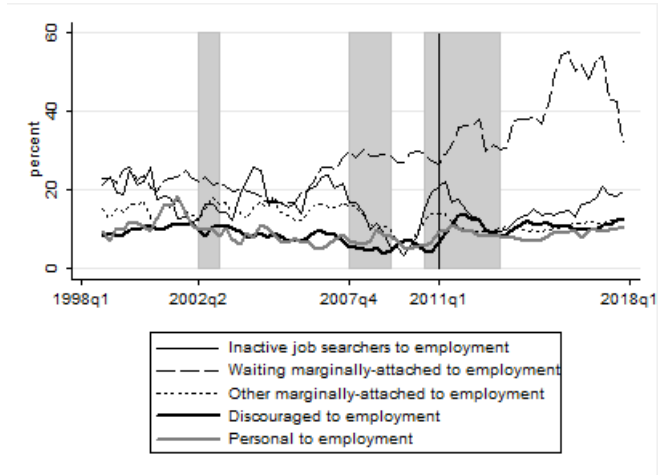 60
40
20
0
percent
1998q1 2002q2 2007q4 2011q1 2018q1
Inactive job searchers to employment
Waiting marginally-attached to employment
Other marginally-attached to employment
Discouraged to employment
Personal to employment